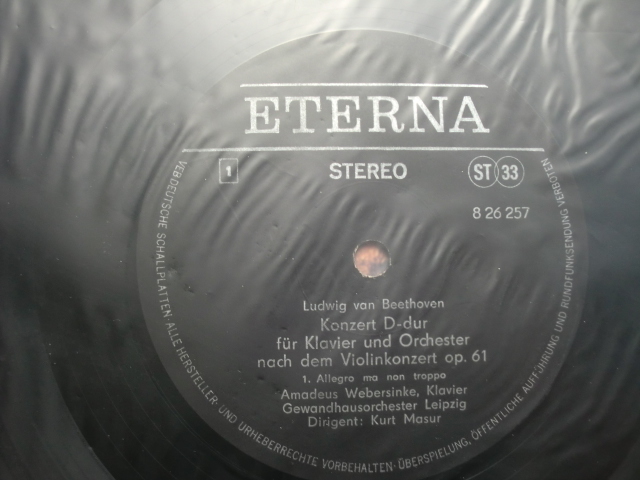 ETERNA
1
STEREO
ST 33
8 26 257
Ludwig van Beethoven
Konzert D-dur
für Klavier und Orchester
nach dem Violinkonzert op. 61
1. Allegro ma non troppo
Amadeus Webersinke, Klavier
Gewandhausorchester Leipzig
Dirigent: Kurt Masur
VEB DEUTSCHE SCHALLPLATTEN ALLE HERSTELLER- UND URHEBERRECHTE VORBEHALTEN · ÜBERSPIELUNG, ÖFFENTLICHE AUFFÜHRUNG UND RUNDFUNKSENDUNG VERBOTEN